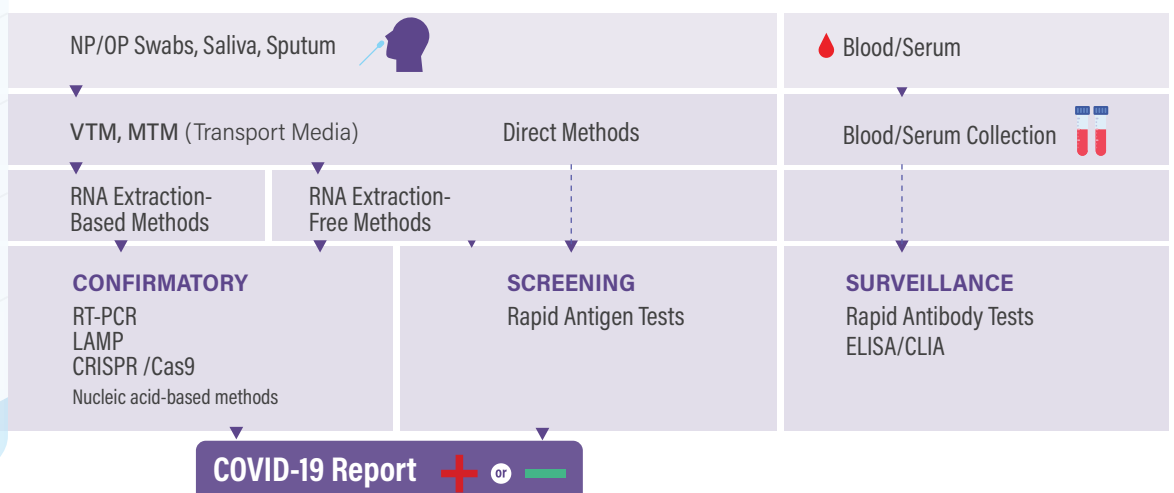 NP/OP Swabs, Saliva, Sputum
Blood/Serum
VTM, MTM (Transport Media)
Direct Methods
Blood/Serum Collection
RNA Extraction-
Based Methods
RNA Extraction-
Free Methods
CONFIRMATORY
RT-PCR
LAMP
CRISPR /Cas9
Nucleic acid-based methods
SCREENING
Rapid Antigen Tests
SURVEILLANCE
Rapid Antibody Tests
ELISA/CLIA
COVID-19 Report + or −